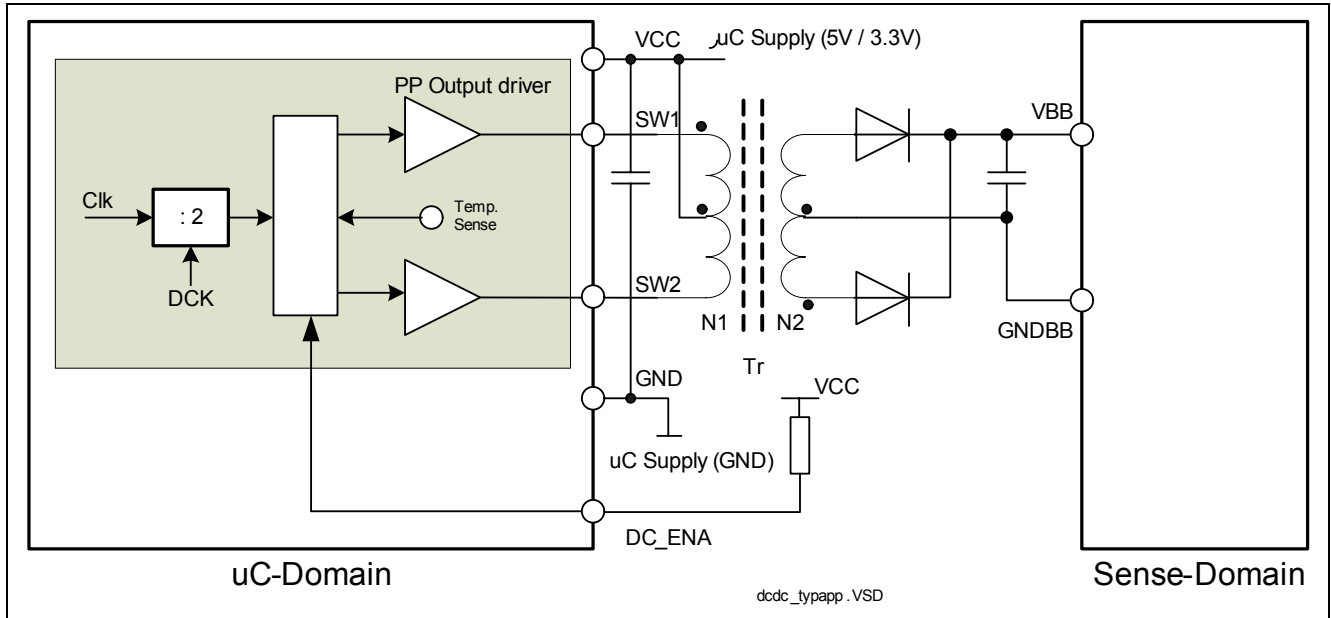 VCC
µC Supply (5V / 3.3V)
PP Output driver
SW1
VBB
Clk
: 2
Temp.
Sense
DCK
SW2
N1
N2
GNDBB
Tr
GND
VCC
uC Supply (GND)
DC_ENA
uC-Domain
Sense-Domain
dcdc_typapp .VSD